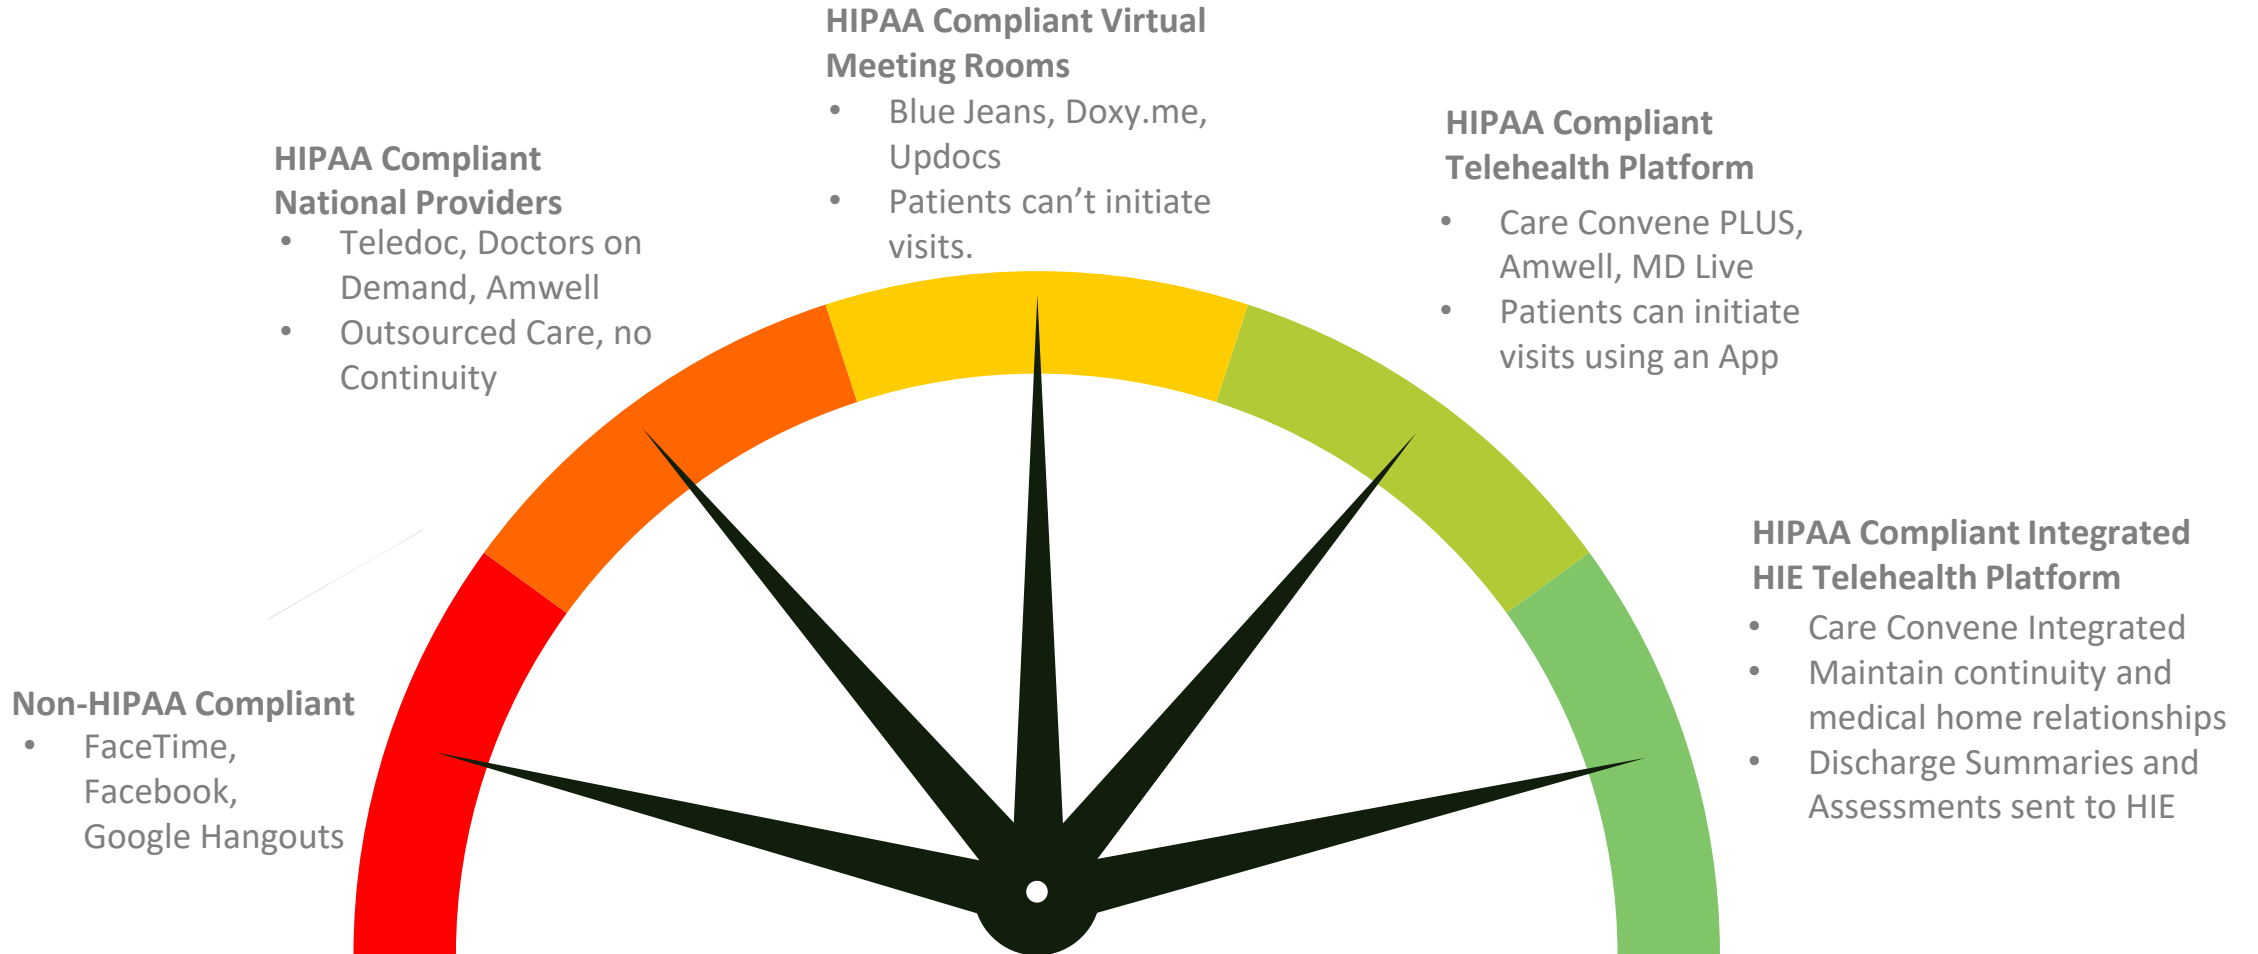 HIPAA Compliant Virtual
Meeting Rooms
• Blue Jeans, Doxy.me,
Updocs
• Patients can’t initiate
visits.
HIPAA Compliant
National Providers
• Teledoc, Doctors on
Demand, Amwell
• Outsourced Care, no
Continuity
HIPAA Compliant
Telehealth Platform
• Care Convene PLUS,
Amwell, MD Live
• Patients can initiate
visits using an App
Non-HIPAA Compliant
• FaceTime,
Facebook,
Google Hangouts
HIPAA Compliant Integrated
HIE Telehealth Platform
• Care Convene Integrated
• Maintain continuity and
medical home relationships
• Discharge Summaries and
Assessments sent to HIE